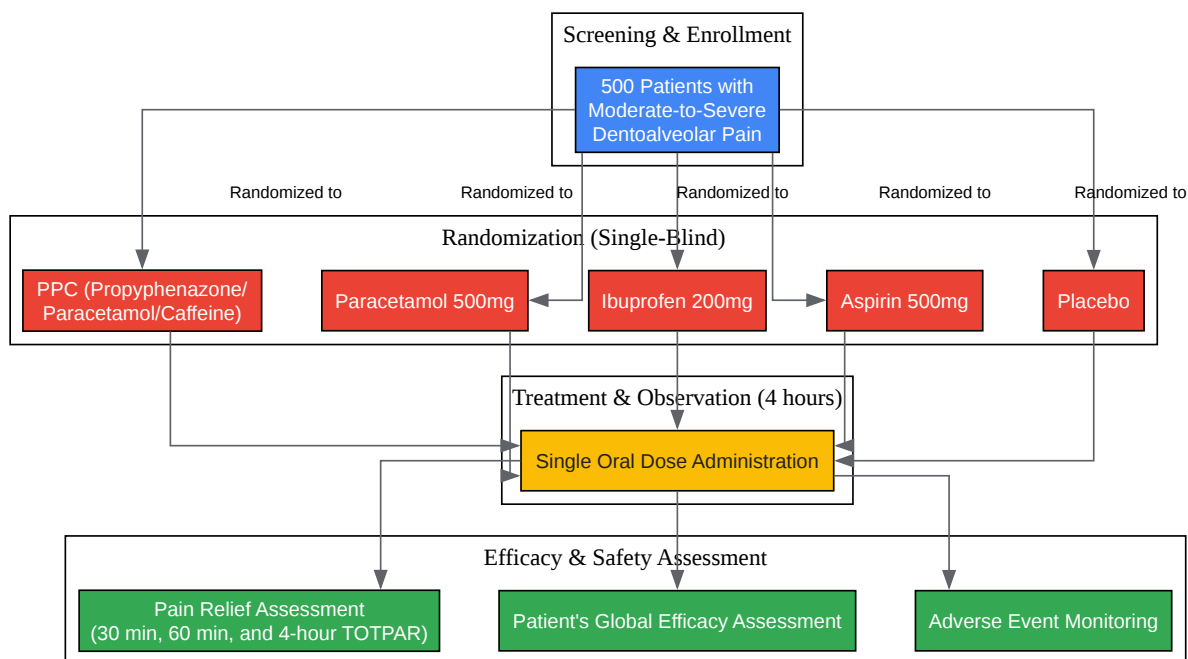 Screening & Enrollment
500 Patients with
Moderate-to-Severe
Dentoalveolar Pain
Randomized to
Randomized to
Randomized to
Randomized to
Randomized to
Randomization (Single-Blind)
PPC (Propyphenazone/
Paracetamol/Caffeine)
Paracetamol 500mg
Ibuprofen 200mg
Aspirin 500mg
Placebo
Treatment & Observation (4 hours)
Single Oral Dose Administration
Efficacy & Safety Assessment
Pain Relief Assessment
(30 min, 60 min, and 4-hour TOTPAR)
Patient's Global Efficacy Assessment
Adverse Event Monitoring